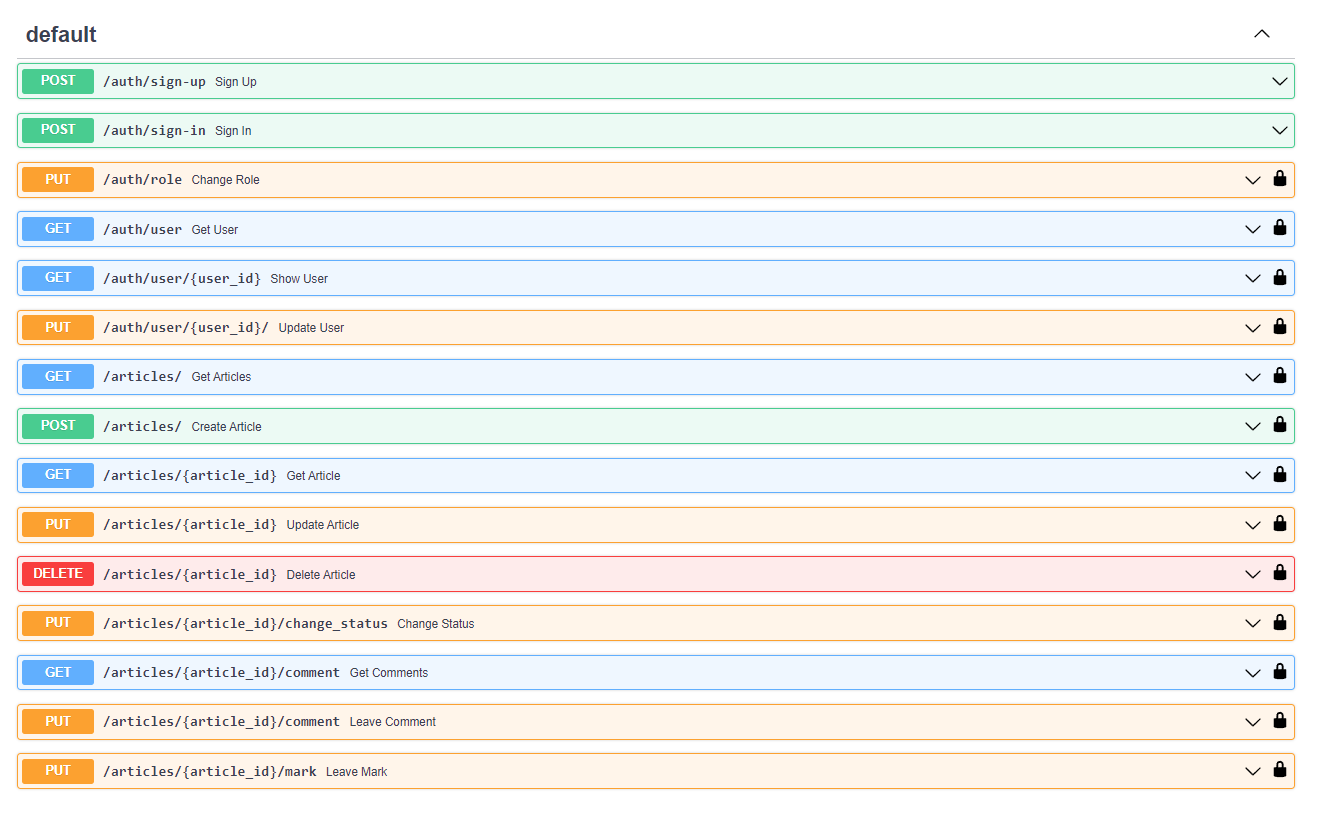 default
POST /auth/sign-up Sign Up
POST /auth/sign-in Sign In
PUT /auth/role Change Role
GET /auth/user Get User
GET /auth/user/{user_id} Show User
PUT /auth/user/{user_id}/ Update User
GET /articles/ Get Articles
POST /articles/ Create Article
GET /articles/{article_id} Get Article
PUT /articles/{article_id} Update Article
DELETE /articles/{article_id} Delete Article
PUT /articles/{article_id}/change_status Change Status
GET /articles/{article_id}/comment Get Comments
PUT /articles/{article_id}/comment Leave Comment
PUT /articles/{article_id}/mark Leave Mark